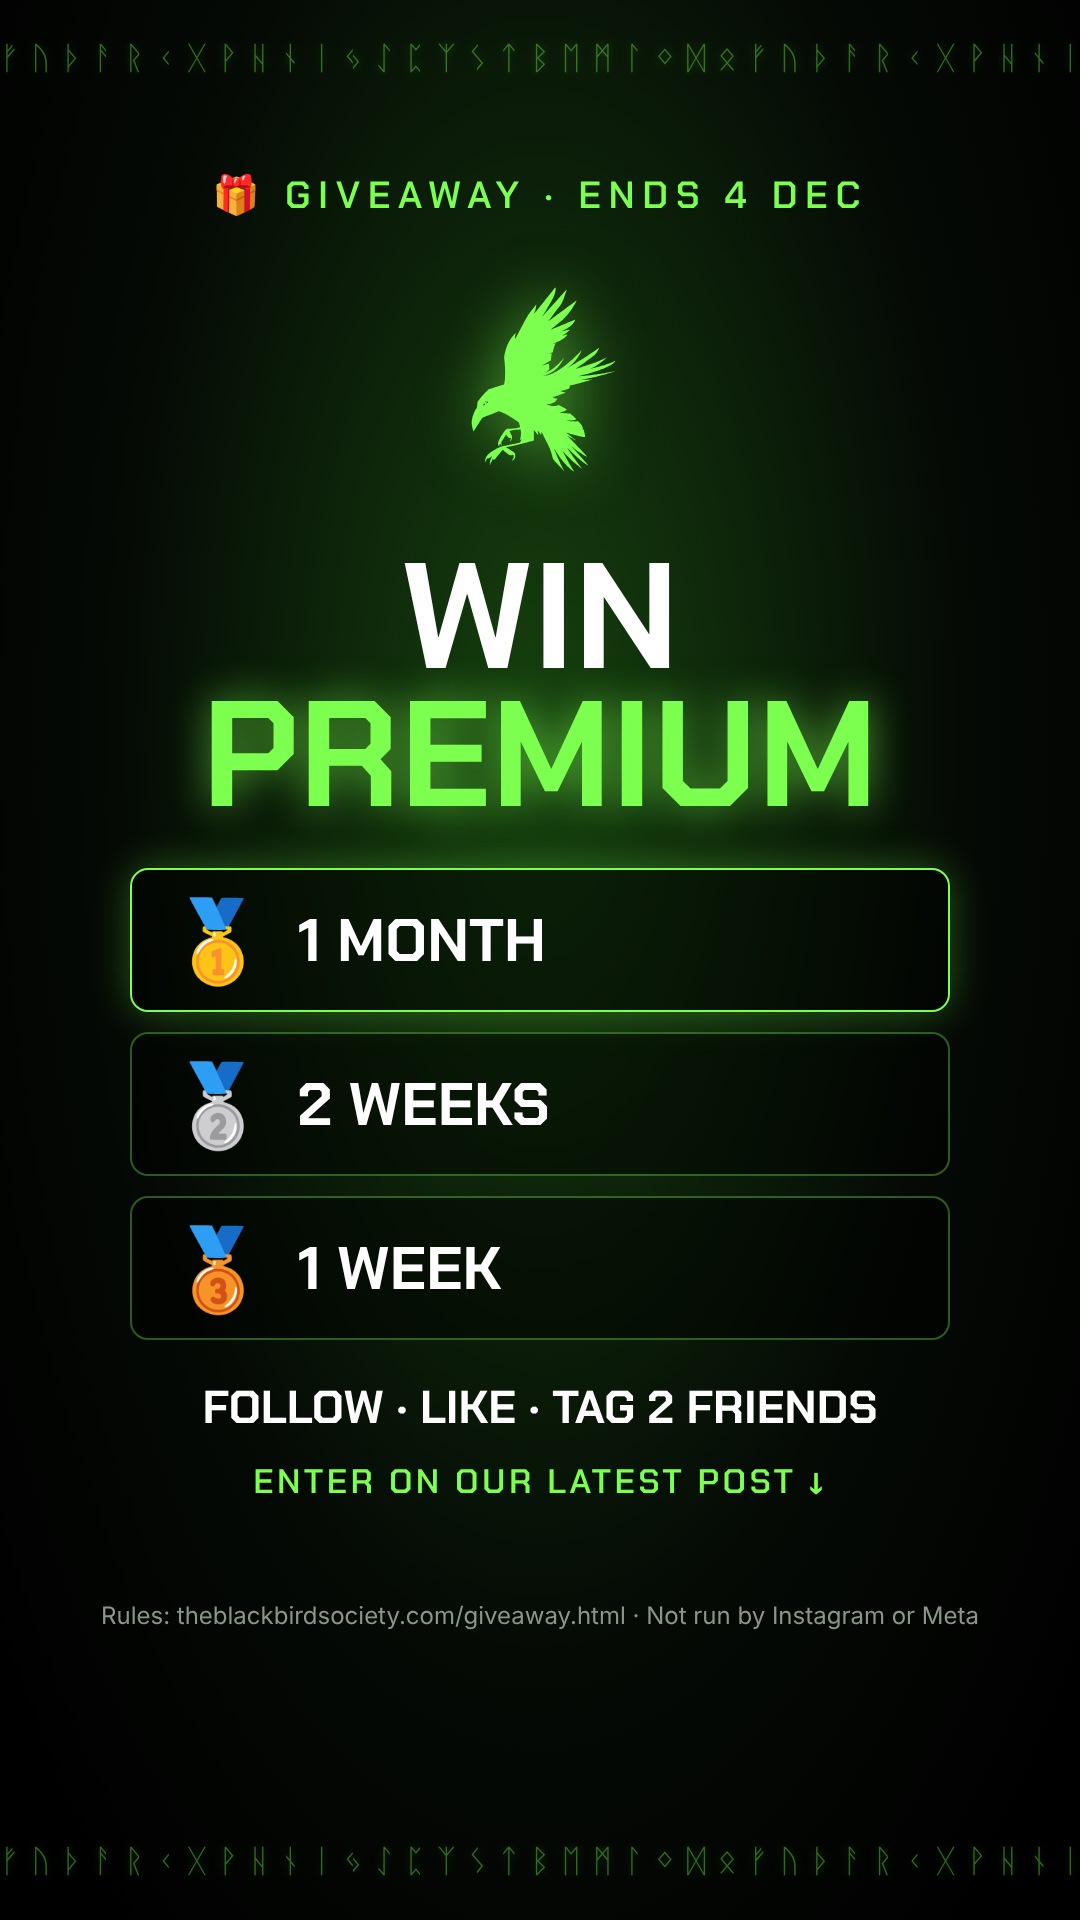 ᚠ ᚢ ᚦ ᚨ ᚱ ᚲ ᚷ ᚹ ᚺ ᚾ ᛁ ᛃ ᛇ ᛈ ᛉ ᛊ ᛏ ᛒ ᛖ ᛗ ᛚ ᛜ ᛞ ᛟ ᚠ ᚢ ᚦ ᚨ ᚱ ᚲ ᚷ ᚹ ᚺ ᚾ ᛁ
🎁 GIVEAWAY · ENDS 4 DEC
WIN
PREMIUM
🥇 1 MONTH
🥈 2 WEEKS
🥉 1 WEEK
FOLLOW · LIKE · TAG 2 FRIENDS
ENTER ON OUR LATEST POST ↓
Rules: theblackbirdsociety.com/giveaway.html · Not run by Instagram or Meta
ᚠ ᚢ ᚦ ᚨ ᚱ ᚲ ᚷ ᚹ ᚺ ᚾ ᛁ ᛃ ᛇ ᛈ ᛉ ᛊ ᛏ ᛒ ᛖ ᛗ ᛚ ᛜ ᛞ ᛟ ᚠ ᚢ ᚦ ᚨ ᚱ ᚲ ᚷ ᚹ ᚺ ᚾ ᛁ